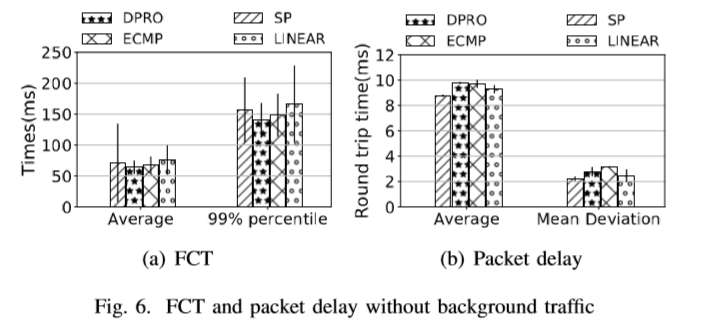 DPRO
SP
ECMP
LINEAR
250
200
150
100
50
0
Times(ms)
Average
99% percentile
(a) FCT
DPRO
SP
ECMP
LINEAR
12
10
8
6
4
2
0
Round trip time(ms)
Average
Mean Deviation
(b) Packet delay
Fig. 6. FCT and packet delay without background traffic